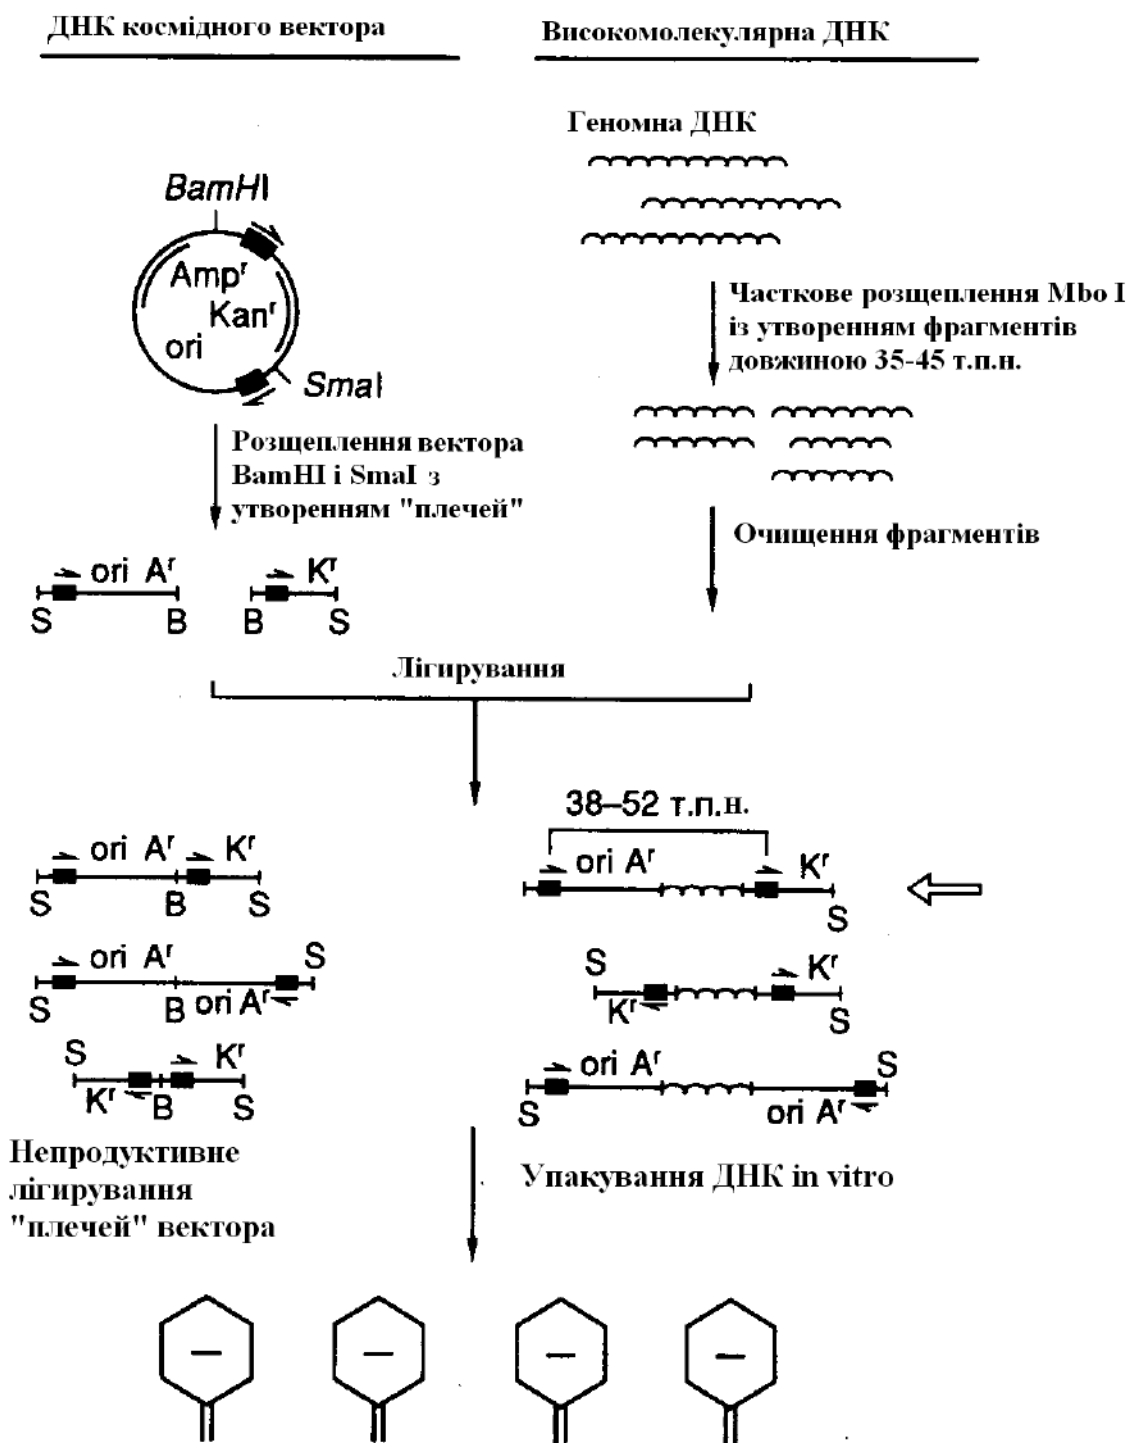 ДНК космідного вектора
Високомолекулярна ДНК
Геномна ДНК
BamHI
Ampʳ
Kanʳ
ori
SmaI
Часткове розщеплення Mbo I
із утворенням фрагментів
довжиною 35-45 т.п.н.
Розщеплення вектора
BamHI і SmaI з
утворенням "плечей"
Очищення фрагментів
ori Aʳ
S B
Kʳ
B S
Лігирування
38–52 т.п.н.
ori Aʳ Kʳ
S B S
ori Aʳ Kʳ
S
ori Aʳ S
S B ori Aʳ
S Kʳ
Kʳ S
S Kʳ
Kʳ B S
ori Aʳ S
S ori Aʳ
Непродуктивне
лігирування
"плечей" вектора
Упакування ДНК in vitro